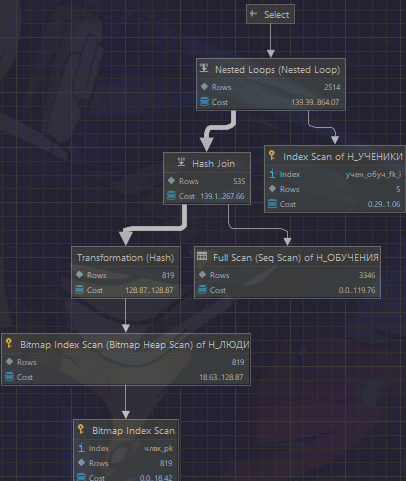 Select
Nested Loops (Nested Loop)
Rows 2514
Cost 139.39..864.07
Hash Join
Rows 535
Cost 139.1..267.66
Index Scan of Н_УЧЕНИКИ
Index учен_обуч_fk_i
Rows 5
Cost 0.29..1.06
Transformation (Hash)
Rows 819
Cost 128.87..128.87
Full Scan (Seq Scan) of Н_ОБУЧЕНИЯ
Rows 3346
Cost 0.0..119.76
Bitmap Index Scan (Bitmap Heap Scan) of Н_ЛЮДИ
Rows 819
Cost 18.63..128.87
Bitmap Index Scan
Index члвк_pk
Rows 819
Cost 0.0..18.42